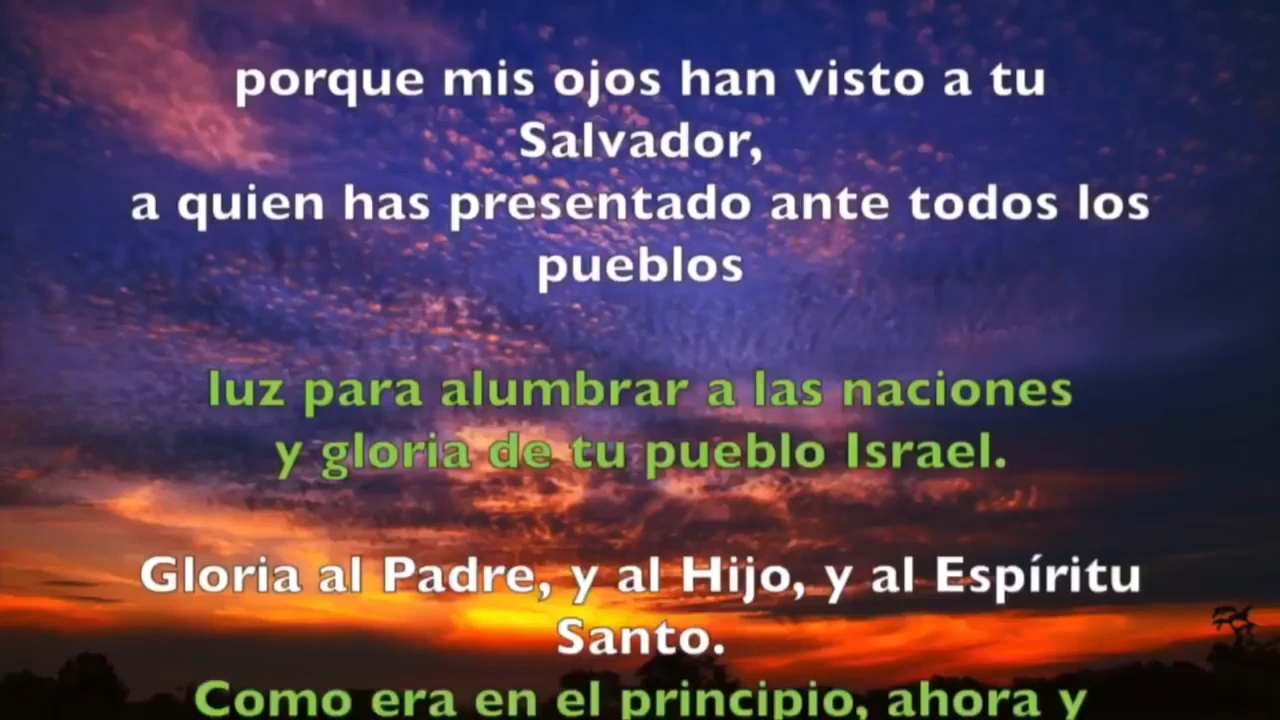 porque mis ojos han visto a tu
Salvador,
a quien has presentado ante todos los
pueblos
luz para alumbrar a las naciones
y gloria de tu pueblo Israel.
Gloria al Padre, y al Hijo, y al Espíritu
Santo.
Como era en el principio, ahora y